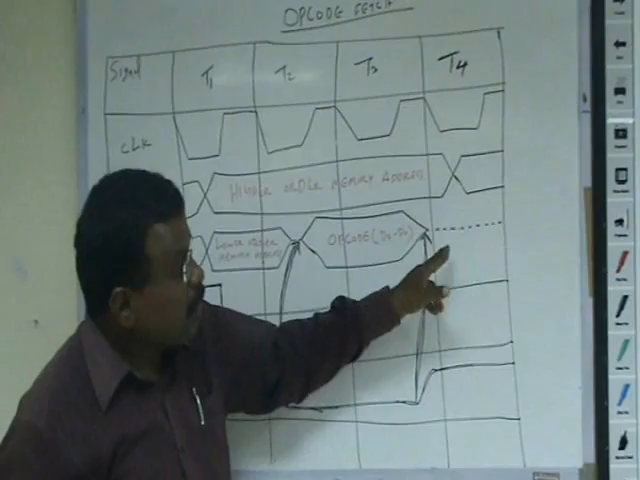 OPCODE FETCH
Signal T1 T2 T3 T4
CLK
HIGHER ORDER MEMORY ADDRESS
LOWER ORDER
MEMORY ADDRESS
OPCODE (D0-D7)